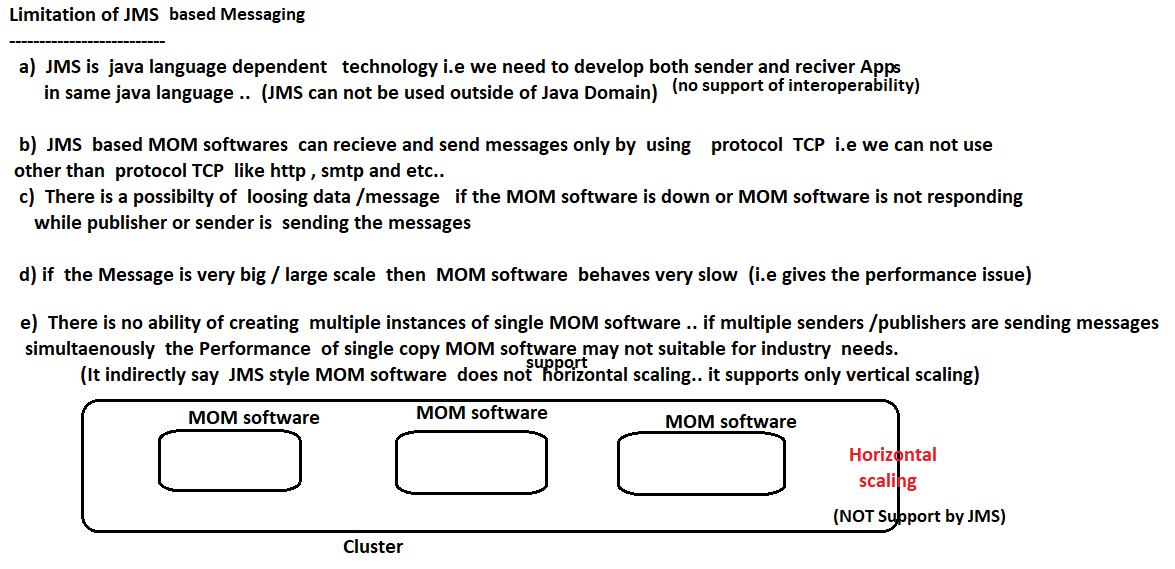 Limitation of JMS based Messaging
--------------------------
a) JMS is java language dependent technology i.e we need to develop both sender and reciver Apps
in same java language .. (JMS can not be used outside of Java Domain) (no support of interoperability)
b) JMS based MOM softwares can recieve and send messages only by using protocol TCP i.e we can not use
other than protocol TCP like http , smtp and etc..
c) There is a possibilty of loosing data /message if the MOM software is down or MOM software is not responding
while publisher or sender is sending the messages
d) if the Message is very big / large scale then MOM software behaves very slow (i.e gives the performance issue)
e) There is no ability of creating multiple instances of single MOM software .. if multiple senders /publishers are sending messages
simultaenously the Performance of single copy MOM software may not suitable for industry needs.
support
(It indirectly say JMS style MOM software does not horizontal scaling.. it supports only vertical scaling)
MOM software MOM software MOM software
Horizontal
scaling
(NOT Support by JMS)
Cluster